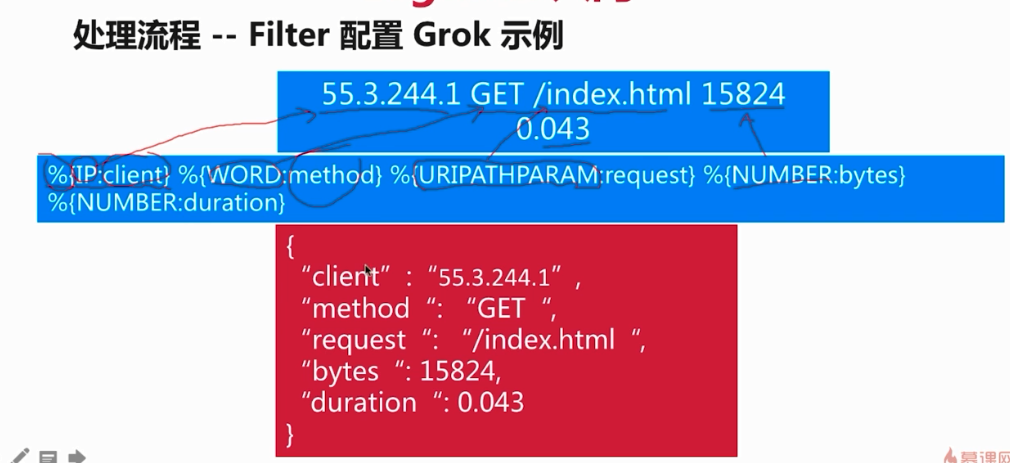 处理流程 -- Filter 配置 Grok 示例
55.3.244.1 GET /index.html 15824
0.043
%{IP:client} %{WORD:method} %{URIPATHPARAM:request} %{NUMBER:bytes}
%{NUMBER:duration}
{
“client” : “55.3.244.1” ,
“method “: “GET “,
“request “: “/index.html “,
“bytes “: 15824,
“duration “: 0.043
}
慕课网